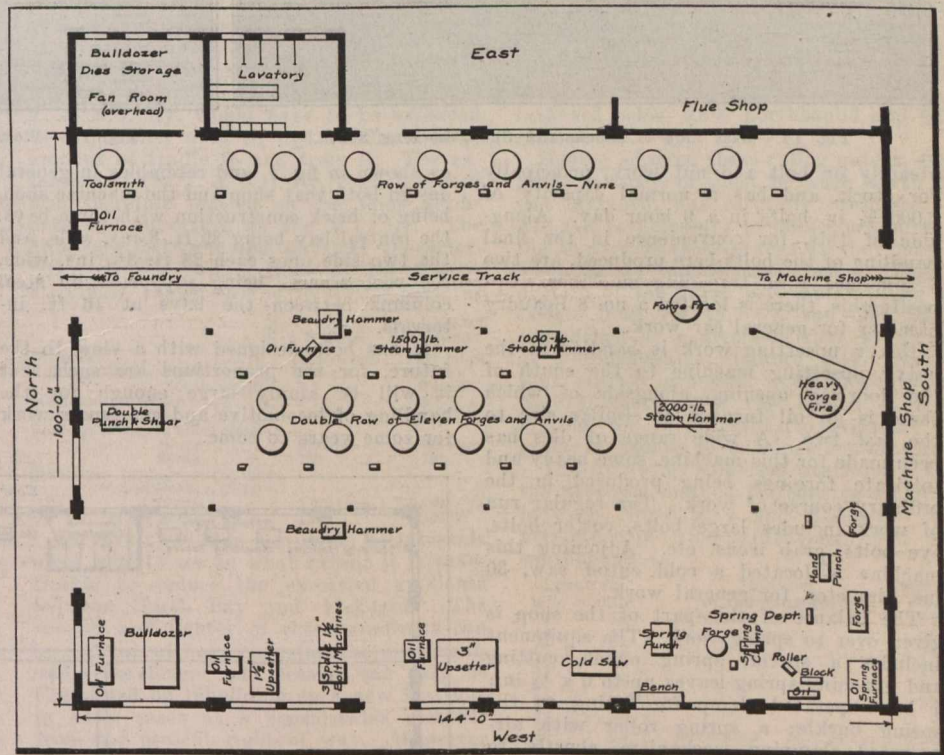 East
Bulldozer
Dies Storage
Lavatory
Fan Room
(overhead)
Flue Shop
Toolsmith
Row of Forges and Anvils—Nine
Oil
Furnace
To Foundry
Service Track
To Machine Shop
Forge Fire
Beaudry Hammer
Oil Furnace
1500-lb.
Steam Hammer
1000-lb.
Steam Hammer
Heavy
Forge
Fire
North
100'-0"
Double
Punch & Shear
Double Row of Eleven Forges and Anvils
2000-lb.
Steam Hammer
Machine Shop
South
Beaudry Hammer
Forge
Hand
Punch
Oil Furnace
Bulldozer
Oil
Furnace
1½"
Upsetter
3 Spindle 1½"
Bolt Machines
Oil
Furnace
3"
Upsetter
Cold Saw
Spring
Punch
Bench
Spring Dept.
Forge
Spring
Camp
Roller
Block
Oil
Forge
Oil
Spring
Furnace
144'-0"
West